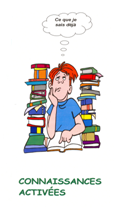 Ce que je
sais déjà
CONNAISSANCES
ACTIVÉES